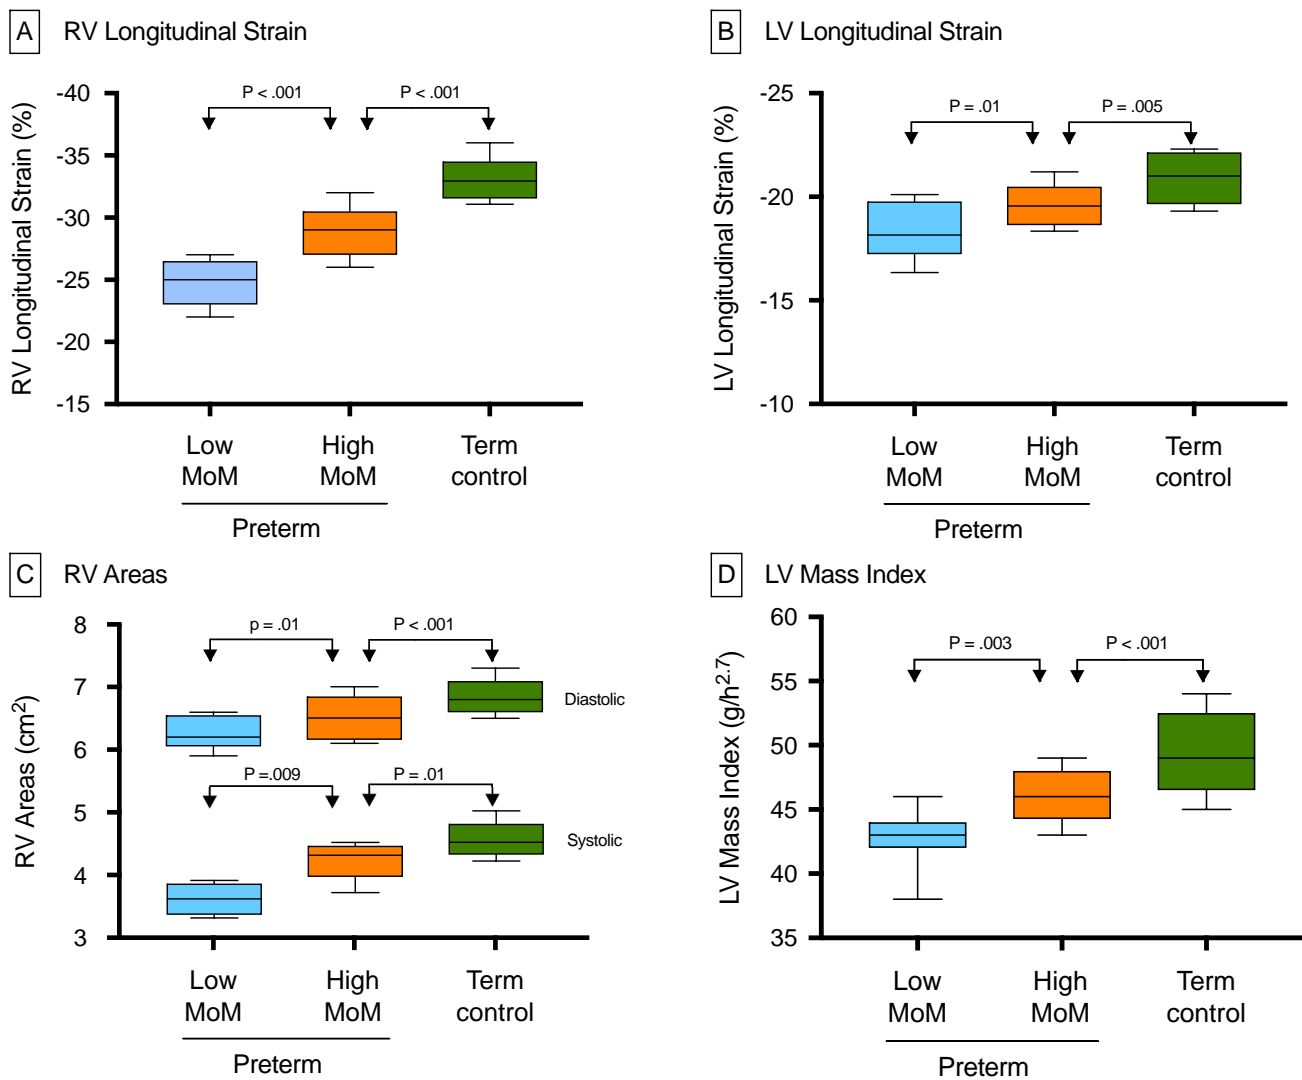 A RV Longitudinal Strain
RV Longitudinal Strain (%)
-40
-35
-30
-25
-20
-15
P < .001
P < .001
Low
MoM
High
MoM
Term
control
Preterm
B LV Longitudinal Strain
LV Longitudinal Strain (%)
-25
-20
-15
-10
P = .01
P = .005
Low
MoM
High
MoM
Term
control
Preterm
C RV Areas
RV Areas (cm²)
8
7
6
5
4
3
p = .01
P < .001
Diastolic
P =.009
P = .01
Systolic
Low
MoM
High
MoM
Term
control
Preterm
D LV Mass Index
LV Mass Index (g/h²·⁷)
60
55
50
45
40
35
P = .003
P < .001
Low
MoM
High
MoM
Term
control
Preterm